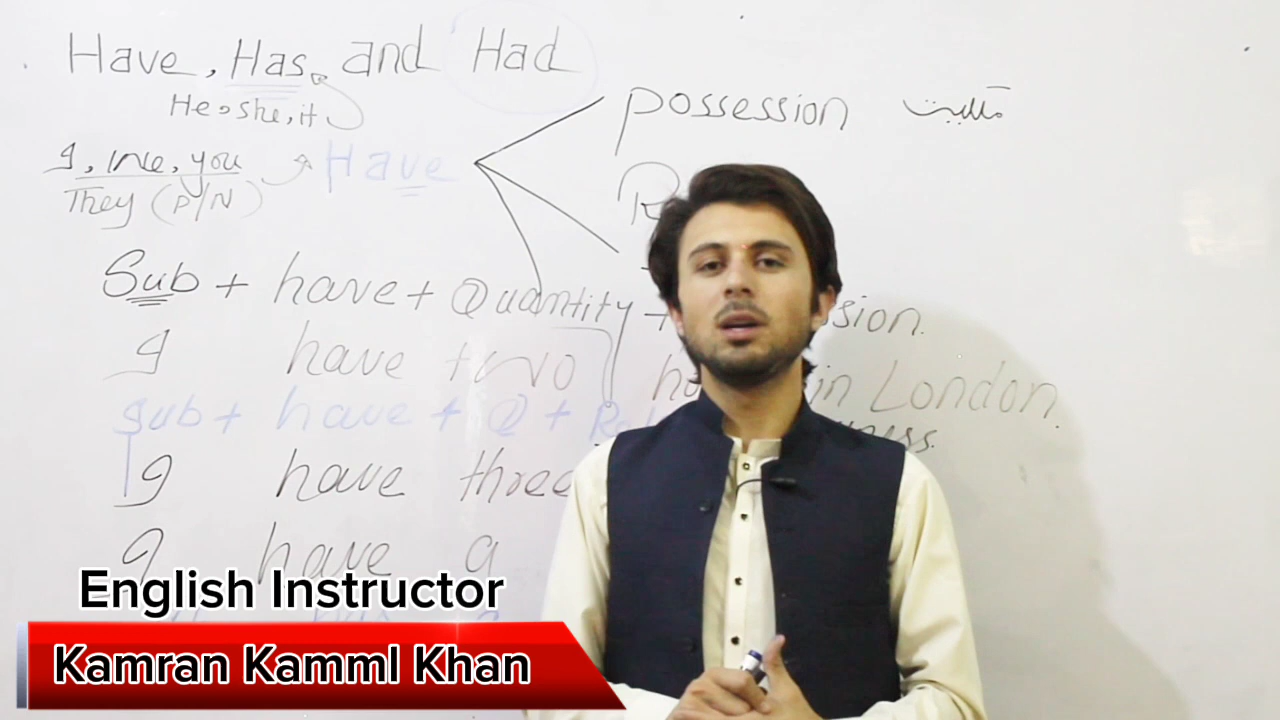 Have, Has and Had
He, she, it
possession ملکیت
I, we, you
Have
They (P/N)
Sub + have + Quantity +
I have two in London.
sub + have + Q +
I have three
I have a
English Instructor
Kamran Kamml Khan